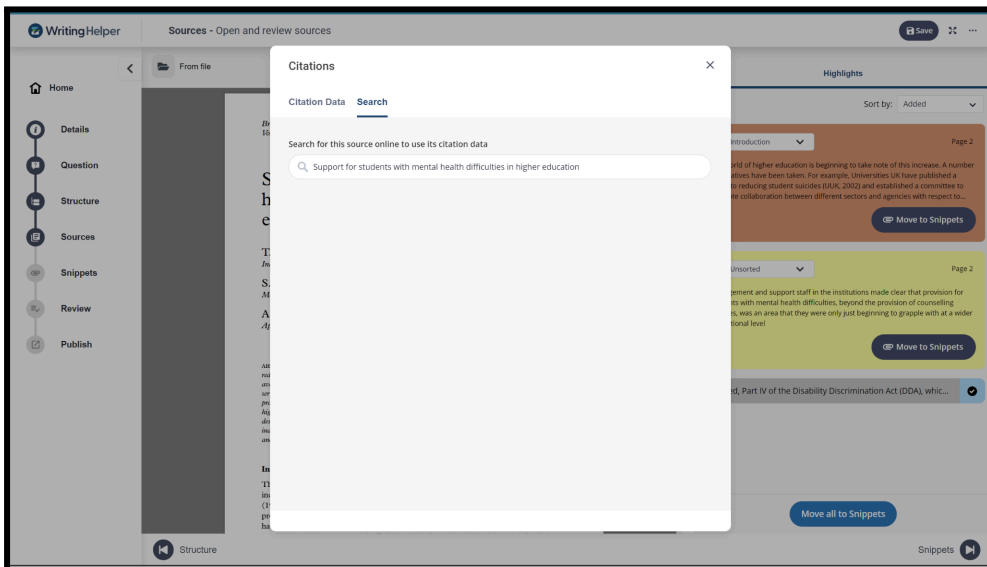 WritingHelper
Sources - Open and review sources
Save
Home
Details
Question
Structure
Sources
Snippets
Review
Publish
From file
Citations
Citation Data
Search
Search for this source online to use its citation data
Support for students with mental health difficulties in higher education
Highlights
Sort by: Added
Introduction
Page 2
world of higher education is beginning to take note of this increase. A number
atives have been taken. For example, Universities UK have published a
to reducing student suicides (UUK, 2002) and established a committee to
te collaboration between different sectors and agencies with respect to...
Move to Snippets
Unsorted
Page 2
gement and support staff in the institutions made clear that provision for
nts with mental health difficulties, beyond the provision of counselling
es, was an area that they were only just beginning to grapple with at a wider
tional level
Move to Snippets
ed, Part IV of the Disability Discrimination Act (DDA), whic...
Move all to Snippets
Structure
Snippets